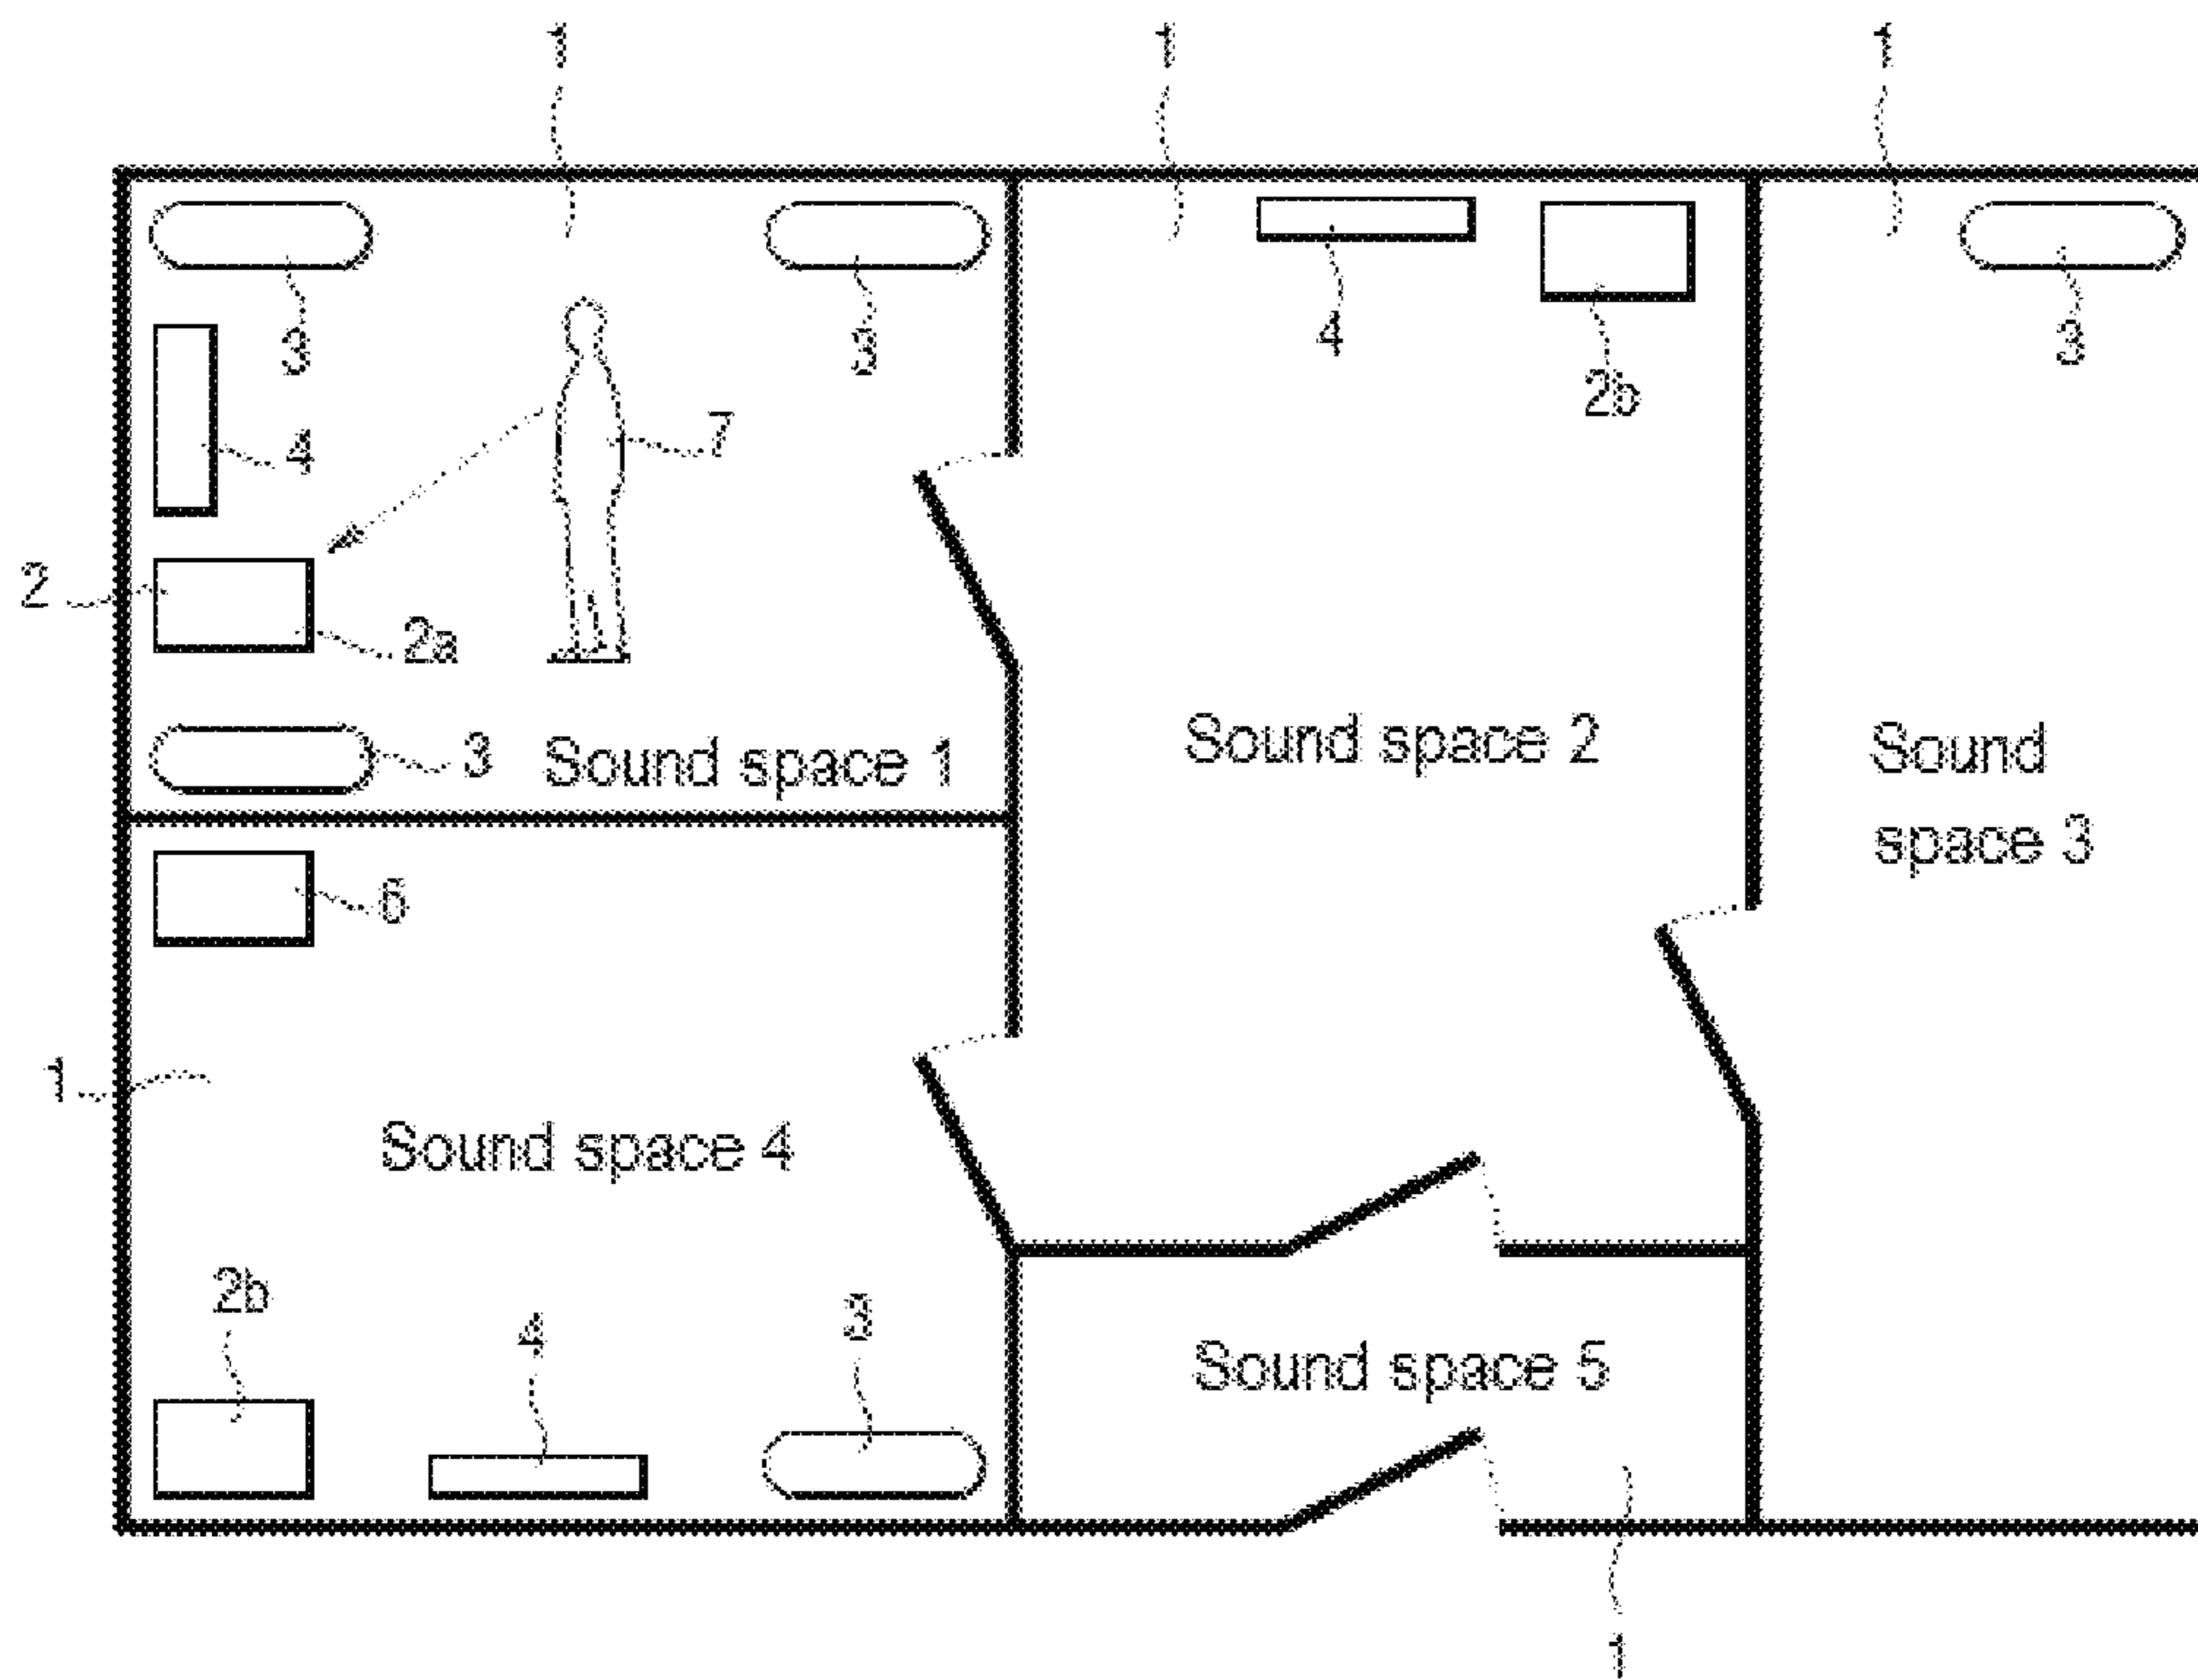 1 1 1
3 3 4 2b 3
4 7
2 2a
3 Sound space 1 Sound space 2 Sound
space 3
6
1
Sound space 4
2b 4 3
Sound space 5
1